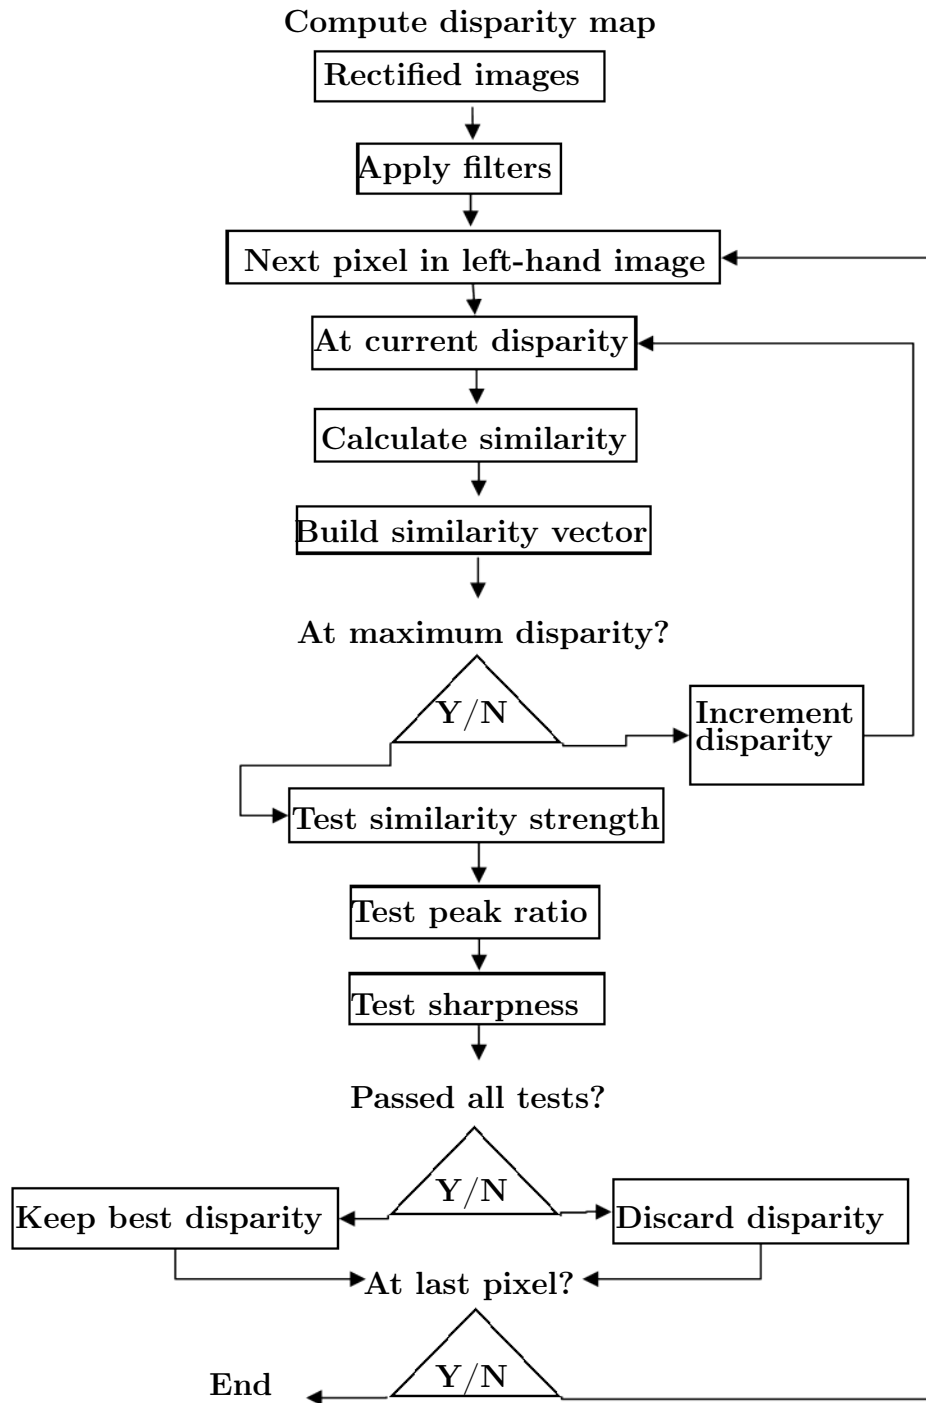 Compute disparity map
Rectified images
Apply filters
Next pixel in left-hand image
At current disparity
Calculate similarity
Build similarity vector
At maximum disparity?
Y/N
Increment
disparity
Test similarity strength
Test peak ratio
Test sharpness
Passed all tests?
Y/N
Keep best disparity
Discard disparity
At last pixel?
Y/N
End